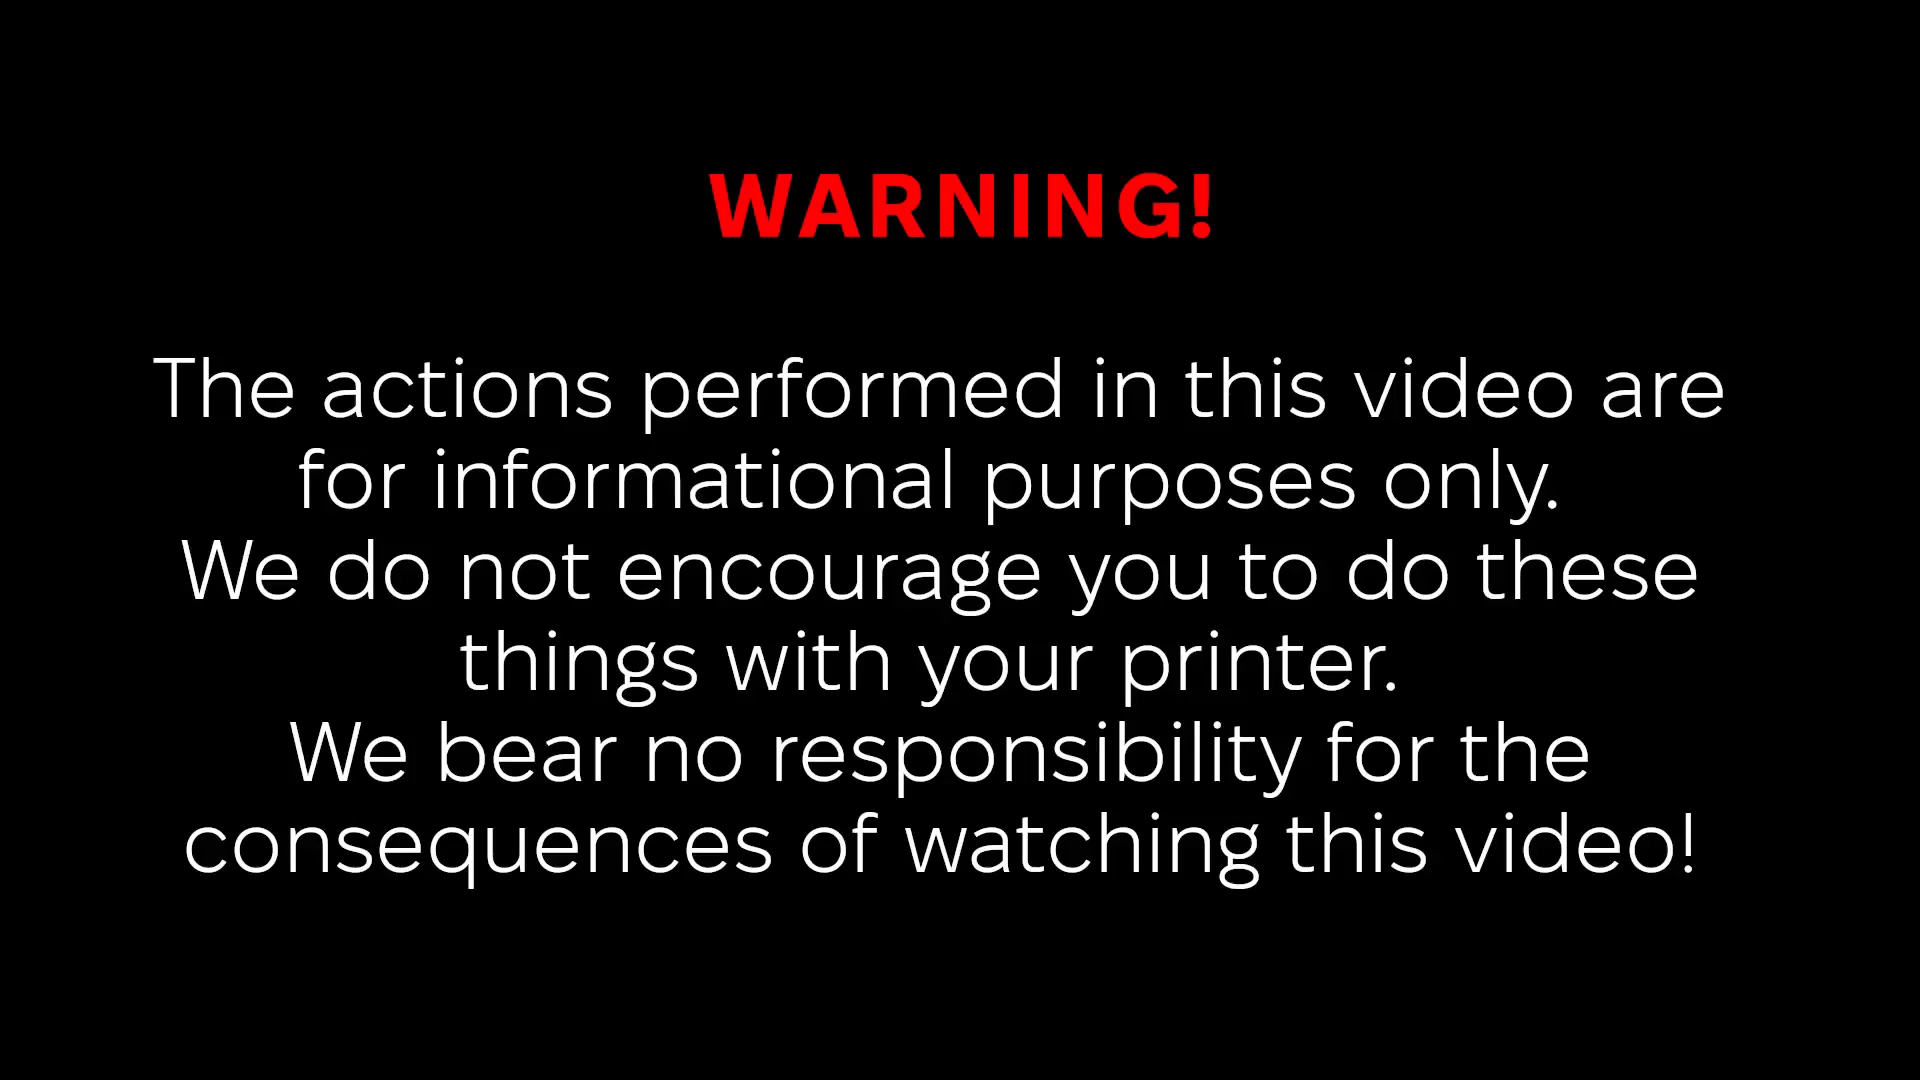 WARNING!
The actions performed in this video are
for informational purposes only.
We do not encourage you to do these
things with your printer.
We bear no responsibility for the
consequences of watching this video!